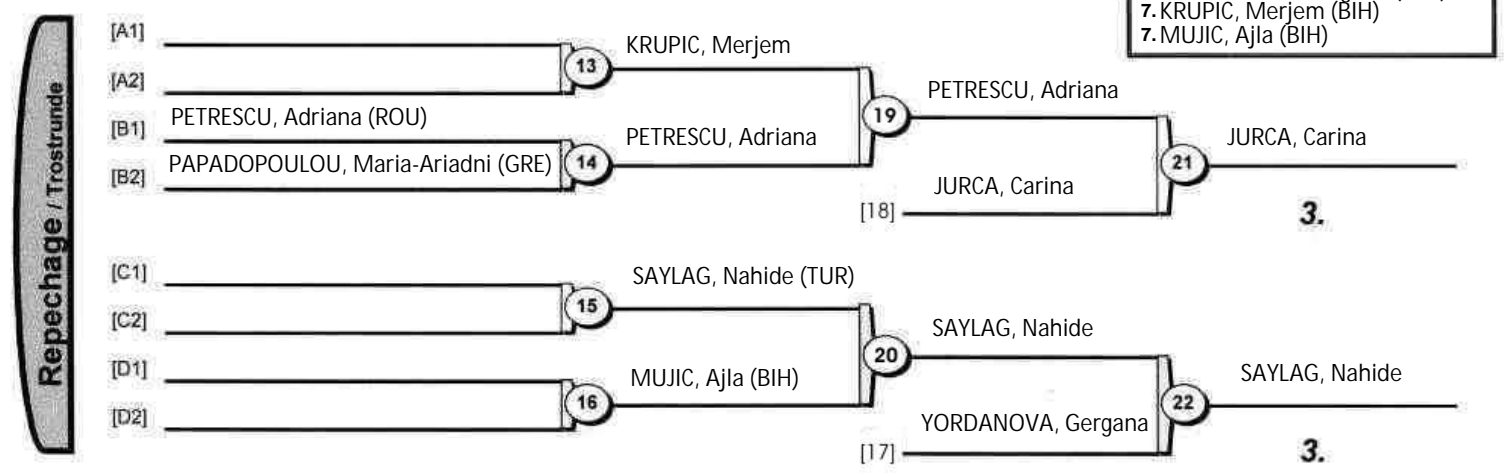 7. KRUPIC, Merjem (BIH)
7. MUJIC, Ajla (BIH)
Repechage / Trostrunde
[A1]
13
KRUPIC, Merjem
[A2]
19
PETRESCU, Adriana
[B1] PETRESCU, Adriana (ROU)
14
PETRESCU, Adriana
[B2] PAPADOPOULOU, Maria-Ariadni (GRE)
21
JURCA, Carina
[18] JURCA, Carina
3.
[C1]
15
SAYLAG, Nahide (TUR)
[C2]
20
SAYLAG, Nahide
[D1]
16
MUJIC, Ajla (BIH)
[D2]
22
SAYLAG, Nahide
[17] YORDANOVA, Gergana
3.